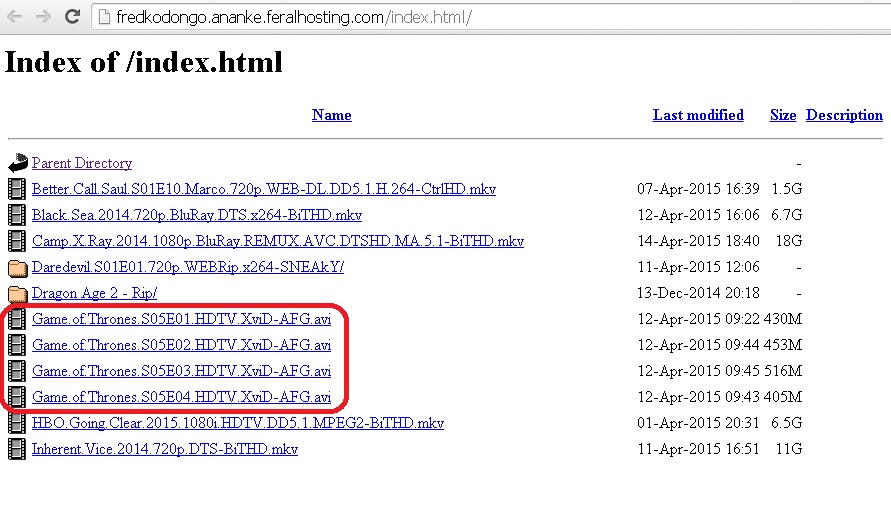 fredkodongo.ananke.feralhosting.com/index.html/
Index of /index.html
Name Last modified Size Description
Parent Directory -
Better.Call.Saul.S01E10.Marco.720p.WEB-DL.DD5.1.H.264-CtrlHD.mkv 07-Apr-2015 16:39 1.5G
Black.Sea.2014.720p.BluRay.DTS.x264-BiTHD.mkv 12-Apr-2015 16:06 6.7G
Camp.X.Ray.2014.1080p.BluRay.REMUX.AVC.DTSHD.MA.5.1-BiTHD.mkv 14-Apr-2015 18:40 18G
Daredevil.S01E01.720p.WEBRip.x264-SNEAkY/ 11-Apr-2015 12:06 -
Dragon Age 2 - Rip/ 13-Dec-2014 20:18 -
Game.of.Thrones.S05E01.HDTV.XviD-AFG.avi 12-Apr-2015 09:22 430M
Game.of.Thrones.S05E02.HDTV.XviD-AFG.avi 12-Apr-2015 09:44 453M
Game.of.Thrones.S05E03.HDTV.XviD-AFG.avi 12-Apr-2015 09:45 516M
Game.of.Thrones.S05E04.HDTV.XviD-AFG.avi 12-Apr-2015 09:43 405M
HBO.Going.Clear.2015.1080i.HDTV.DD5.1.MPEG2-BiTHD.mkv 01-Apr-2015 20:31 6.5G
Inherent.Vice.2014.720p.DTS-BiTHD.mkv 11-Apr-2015 16:51 11G